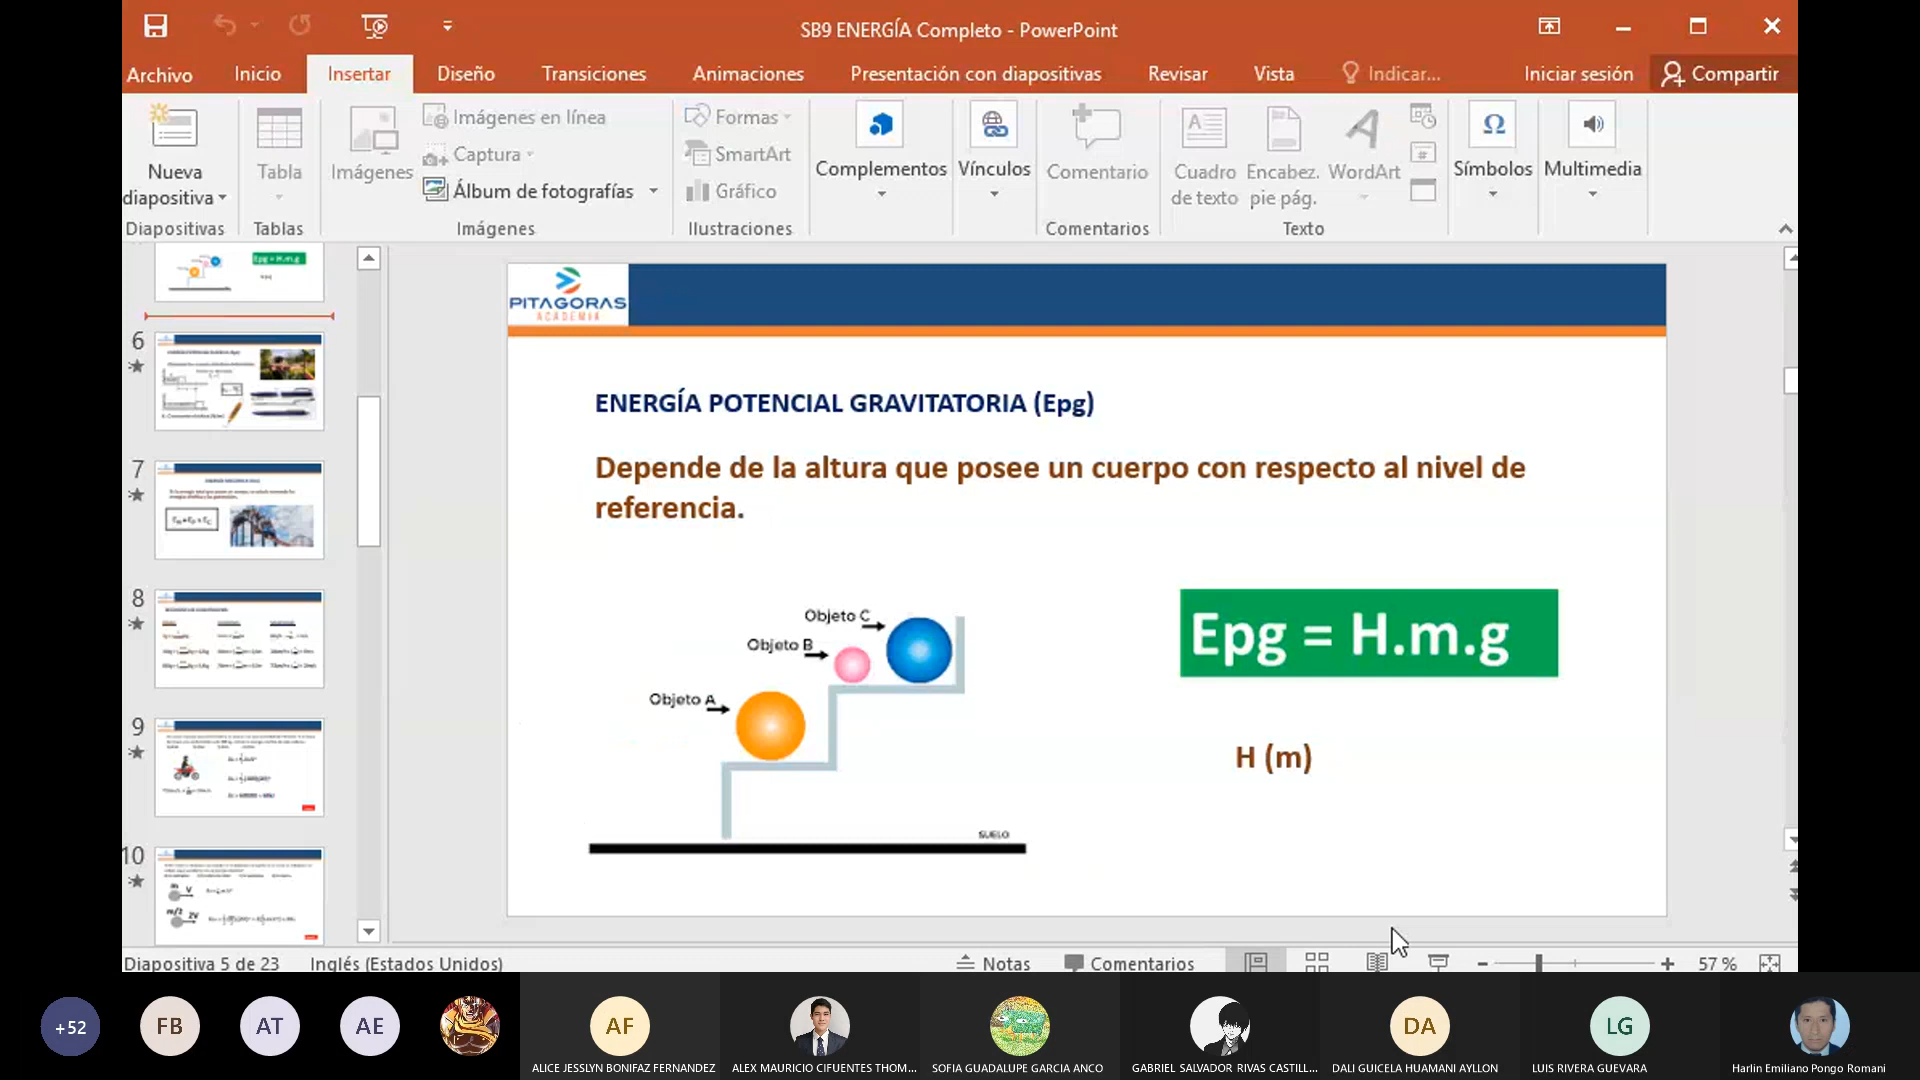 SB9 ENERGÍA Completo - PowerPoint
Archivo Inicio Insertar Diseño Transiciones Animaciones Presentación con diapositivas Revisar Vista Indicar... Iniciar sesión Compartir
Nueva diapositiva
Diapositivas
Tabla
Tablas
Imágenes
Imágenes en línea
Captura
Álbum de fotografías
Imágenes
Formas
SmartArt
Gráfico
Ilustraciones
Complementos
Vínculos
Comentario
Comentarios
Cuadro de texto
Encabez. pie pág.
WordArt
Texto
Símbolos
Multimedia
Epg = H.m.g
6
7
8
9
10
PITAGORAS
ACADEMIA
ENERGÍA POTENCIAL GRAVITATORIA (Epg)
Depende de la altura que posee un cuerpo con respecto al nivel de
referencia.
Objeto C
Objeto B
Objeto A
SUELO
Epg = H.m.g
H (m)
Diapositiva 5 de 23 Inglés (Estados Unidos) Notas Comentarios 57 %
+52 FB AT AE AF DA LG
ALICE JESSLYN BONIFAZ FERNANDEZ
ALEX MAURICIO CIFUENTES THOM...
SOFIA GUADALUPE GARCIA ANCO
GABRIEL SALVADOR RIVAS CASTILL...
DALI GUICELA HUAMANI AYLLON
LUIS RIVERA GUEVARA
Harlin Emiliano Pongo Romani